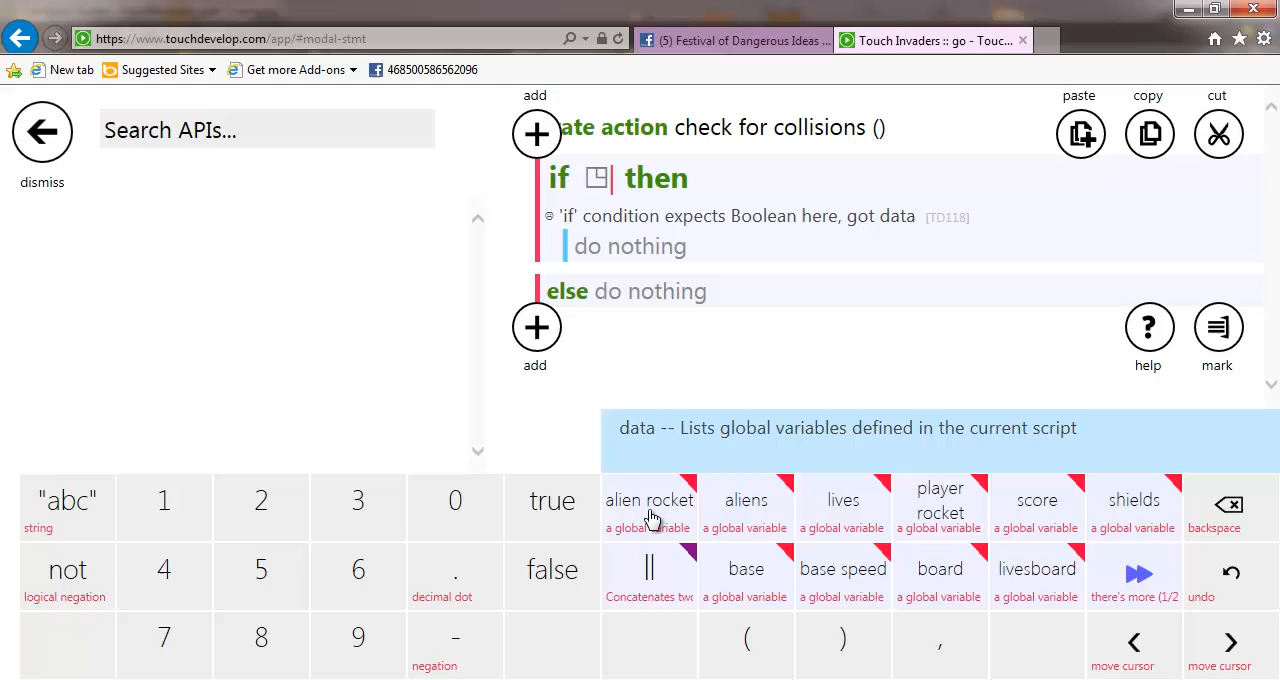 https://www.touchdevelop.com/app/#modal-stmt
(5) Festival of Dangerous Ideas ...
Touch Invaders :: go - Touc...
New tab
Suggested Sites
Get more Add-ons
468500586562096
Search APIs...
dismiss
add
ate action check for collisions ()
paste
copy
cut
if then
'if' condition expects Boolean here, got data [TD118]
do nothing
else do nothing
add
help
mark
data -- Lists global variables defined in the current script
"abc"
string
1
2
3
0
true
alien rocket
a global variable
aliens
a global variable
lives
a global variable
player rocket
a global variable
score
a global variable
shields
a global variable
backspace
not
logical negation
4
5
6
.
decimal dot
false
||
Concatenates two
base
a global variable
base speed
a global variable
board
a global variable
livesboard
a global variable
there's more (1/2
undo
7
8
9
-
negation
(
)
,
move cursor
move cursor